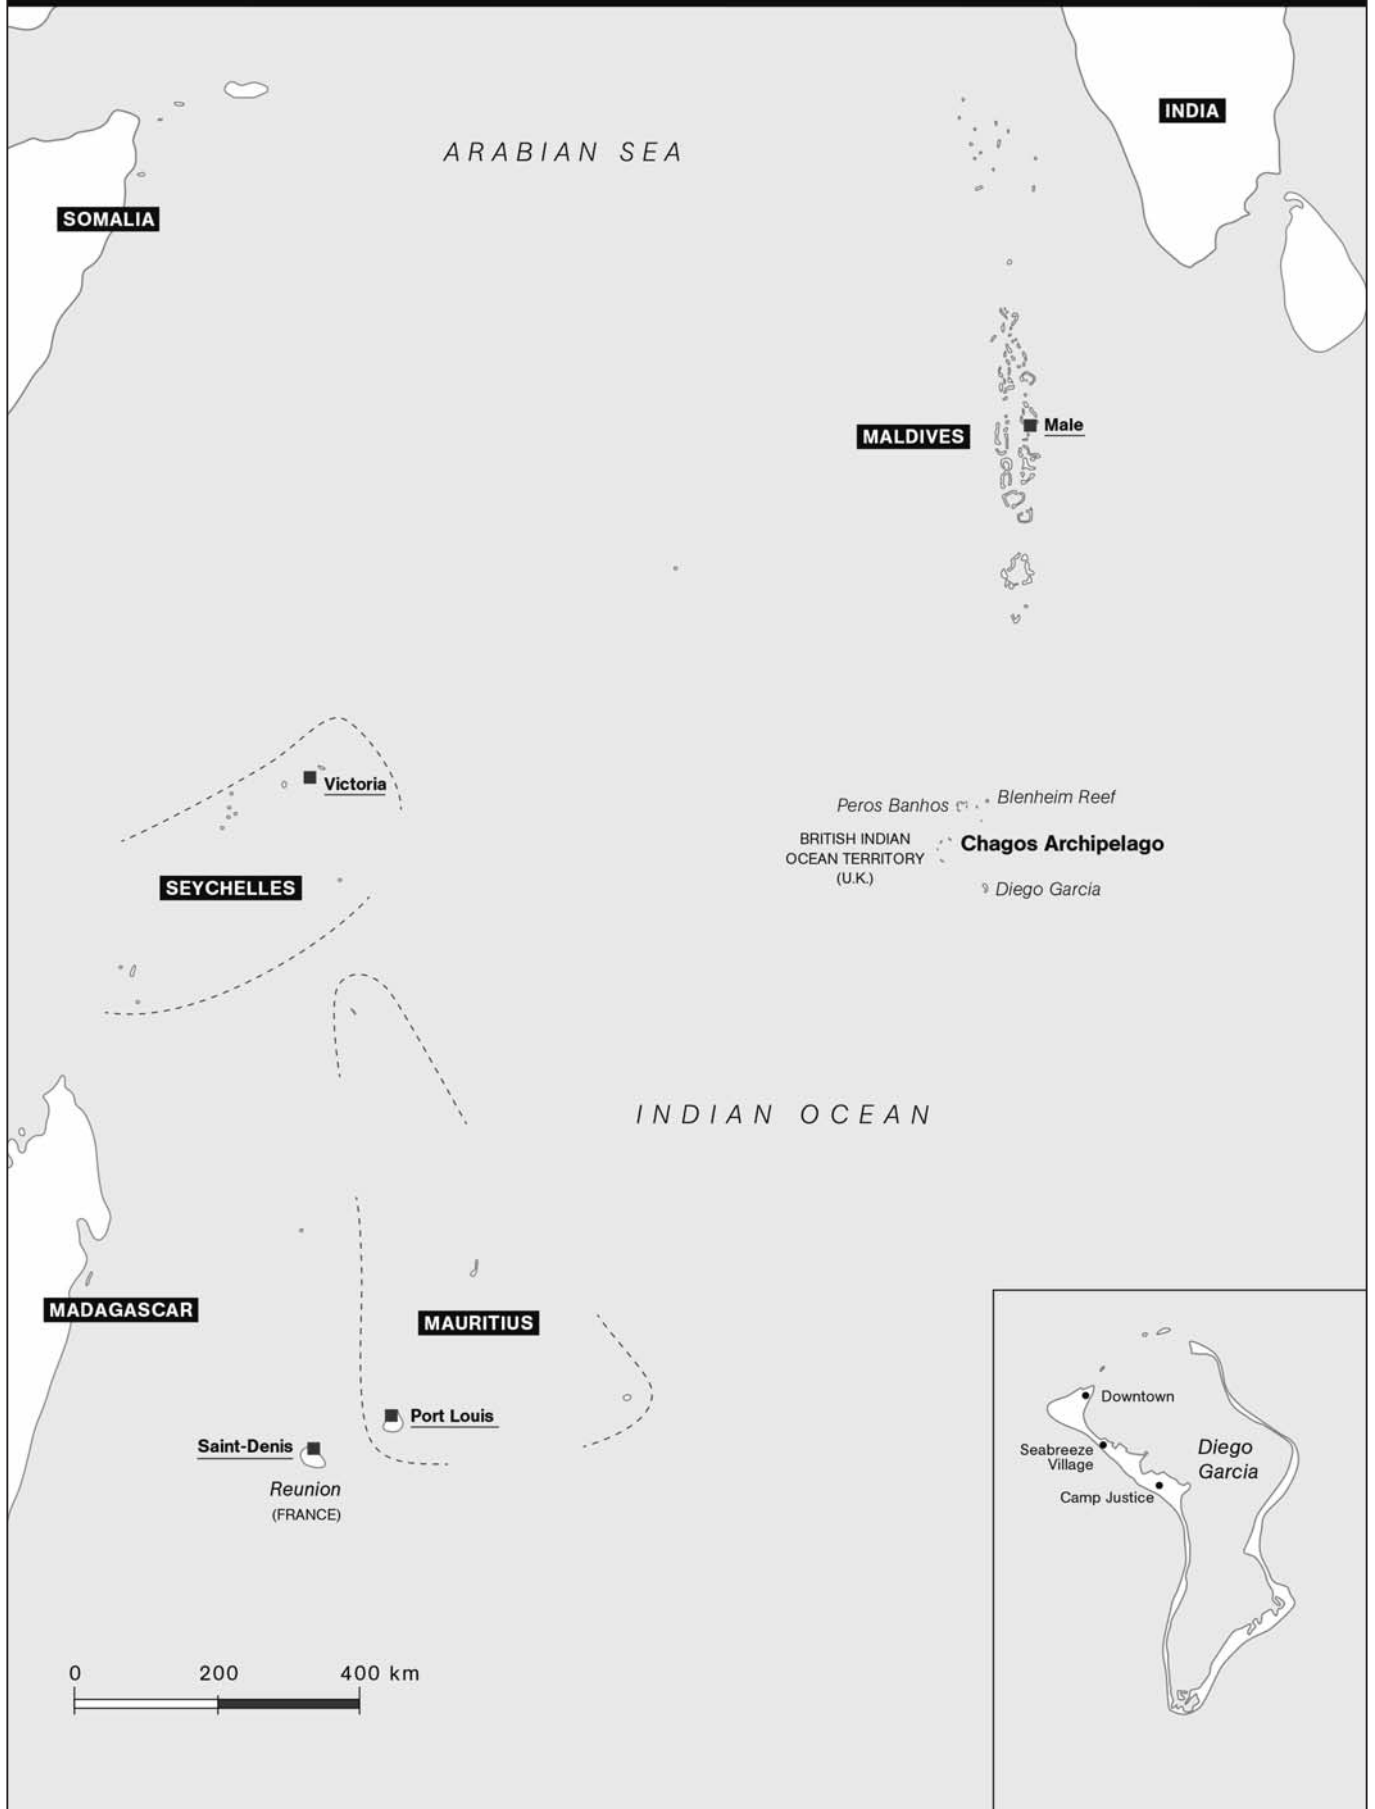 INDIA
ARABIAN SEA
SOMALIA
MALDIVES
Male
Victoria
Peros Banhos
Blenheim Reef
BRITISH INDIAN
OCEAN TERRITORY
(U.K.)
Chagos Archipelago
SEYCHELLES
Diego Garcia
INDIAN OCEAN
MADAGASCAR
MAURITIUS
Port Louis
Saint-Denis
Reunion
(FRANCE)
Downtown
Seabreeze
Village
Diego
Garcia
Camp Justice
0 200 400 km